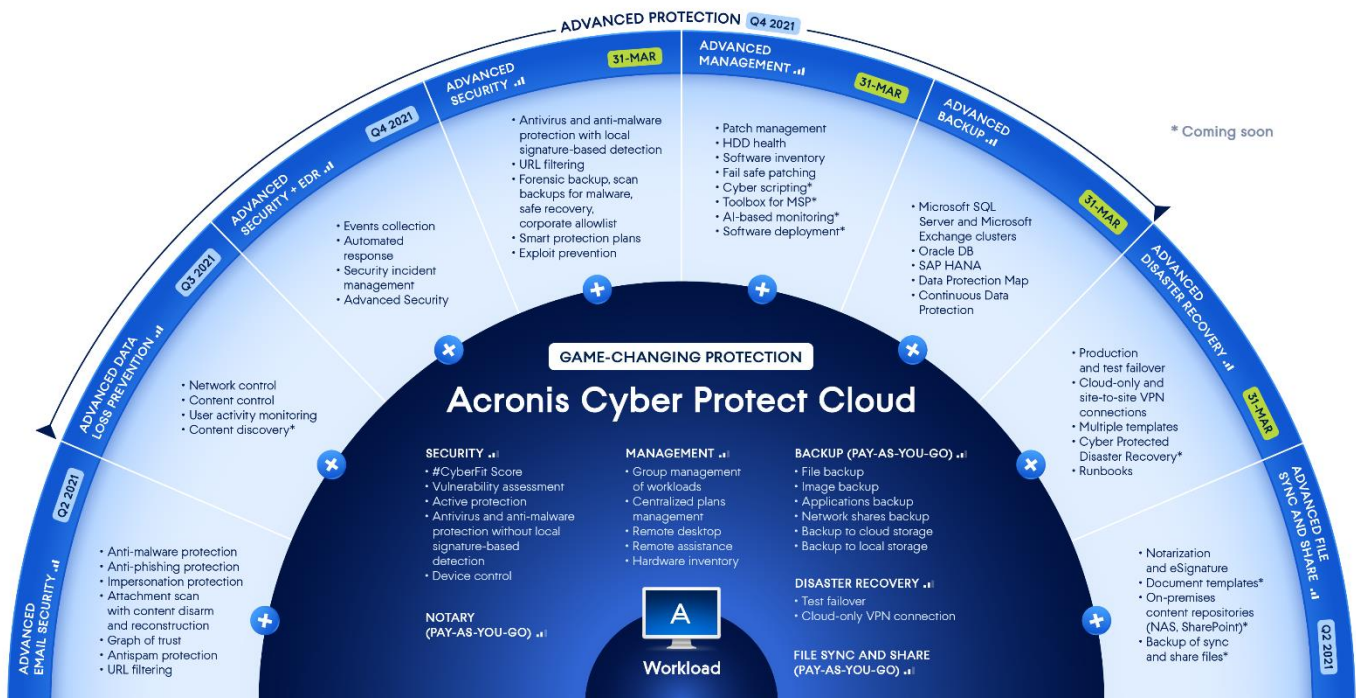 ADVANCED PROTECTION Q4 2021
* Coming soon
ADVANCED
EMAIL SECURITY
Q2 2021
• Anti-malware protection
• Anti-phishing protection
• Impersonation protection
• Attachment scan
with content disarm
and reconstruction
• Graph of trust
• Antispam protection
• URL filtering
ADVANCED DATA
LOSS PREVENTION
Q3 2021
• Network control
• Content control
• User activity monitoring
• Content discovery*
ADVANCED
SECURITY + EDR
Q4 2021
• Events collection
• Automated
response
• Security incident
management
• Advanced Security
ADVANCED
SECURITY
31-MAR
• Antivirus and anti-malware
protection with local
signature-based detection
• URL filtering
• Forensic backup, scan
backups for malware,
safe recovery,
corporate allowlist
• Smart protection plans
• Exploit prevention
ADVANCED
MANAGEMENT
31-MAR
• Patch management
• HDD health
• Software inventory
• Fail safe patching
• Cyber scripting*
• Toolbox for MSP*
• AI-based monitoring*
• Software deployment*
ADVANCED
BACKUP
31-MAR
• Microsoft SQL
Server and Microsoft
Exchange clusters
• Oracle DB
• SAP HANA
• Data Protection Map
• Continuous Data
Protection
ADVANCED
DISASTER RECOVERY
31-MAR
• Production
and test failover
• Cloud-only and
site-to-site VPN
connections
• Multiple templates
• Cyber Protected
Disaster Recovery*
• Runbooks
ADVANCED FILE
SYNC AND SHARE
Q2 2021
• Notarization
and eSignature
• Document templates*
• On-premises
content repositories
(NAS, SharePoint)*
• Backup of sync
and share files*
GAME-CHANGING PROTECTION
Acronis Cyber Protect Cloud
SECURITY
• #CyberFit Score
• Vulnerability assessment
• Active protection
• Antivirus and anti-malware
protection without local
signature-based
detection
• Device control
NOTARY
(PAY-AS-YOU-GO)
MANAGEMENT
• Group management
of workloads
• Centralized plans
management
• Remote desktop
• Remote assistance
• Hardware inventory
BACKUP (PAY-AS-YOU-GO)
• File backup
• Image backup
• Applications backup
• Network shares backup
• Backup to cloud storage
• Backup to local storage
DISASTER RECOVERY
• Test failover
• Cloud-only VPN connection
FILE SYNC AND SHARE
(PAY-AS-YOU-GO)
A
Workload